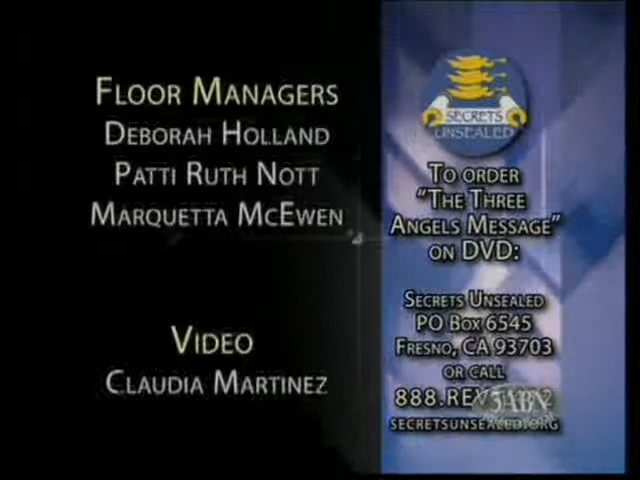 FLOOR MANAGERS
DEBORAH HOLLAND
PATTI RUTH NOTT
MARQUETTA MCEWEN
VIDEO
CLAUDIA MARTINEZ
SECRETS
UNSEALED
TO ORDER
“THE THREE
ANGELS MESSAGE”
ON DVD:
SECRETS UNSEALED
PO BOX 6545
FRESNO, CA 93703
OR CALL
3ABN
SECRETSUNSEALED.ORG